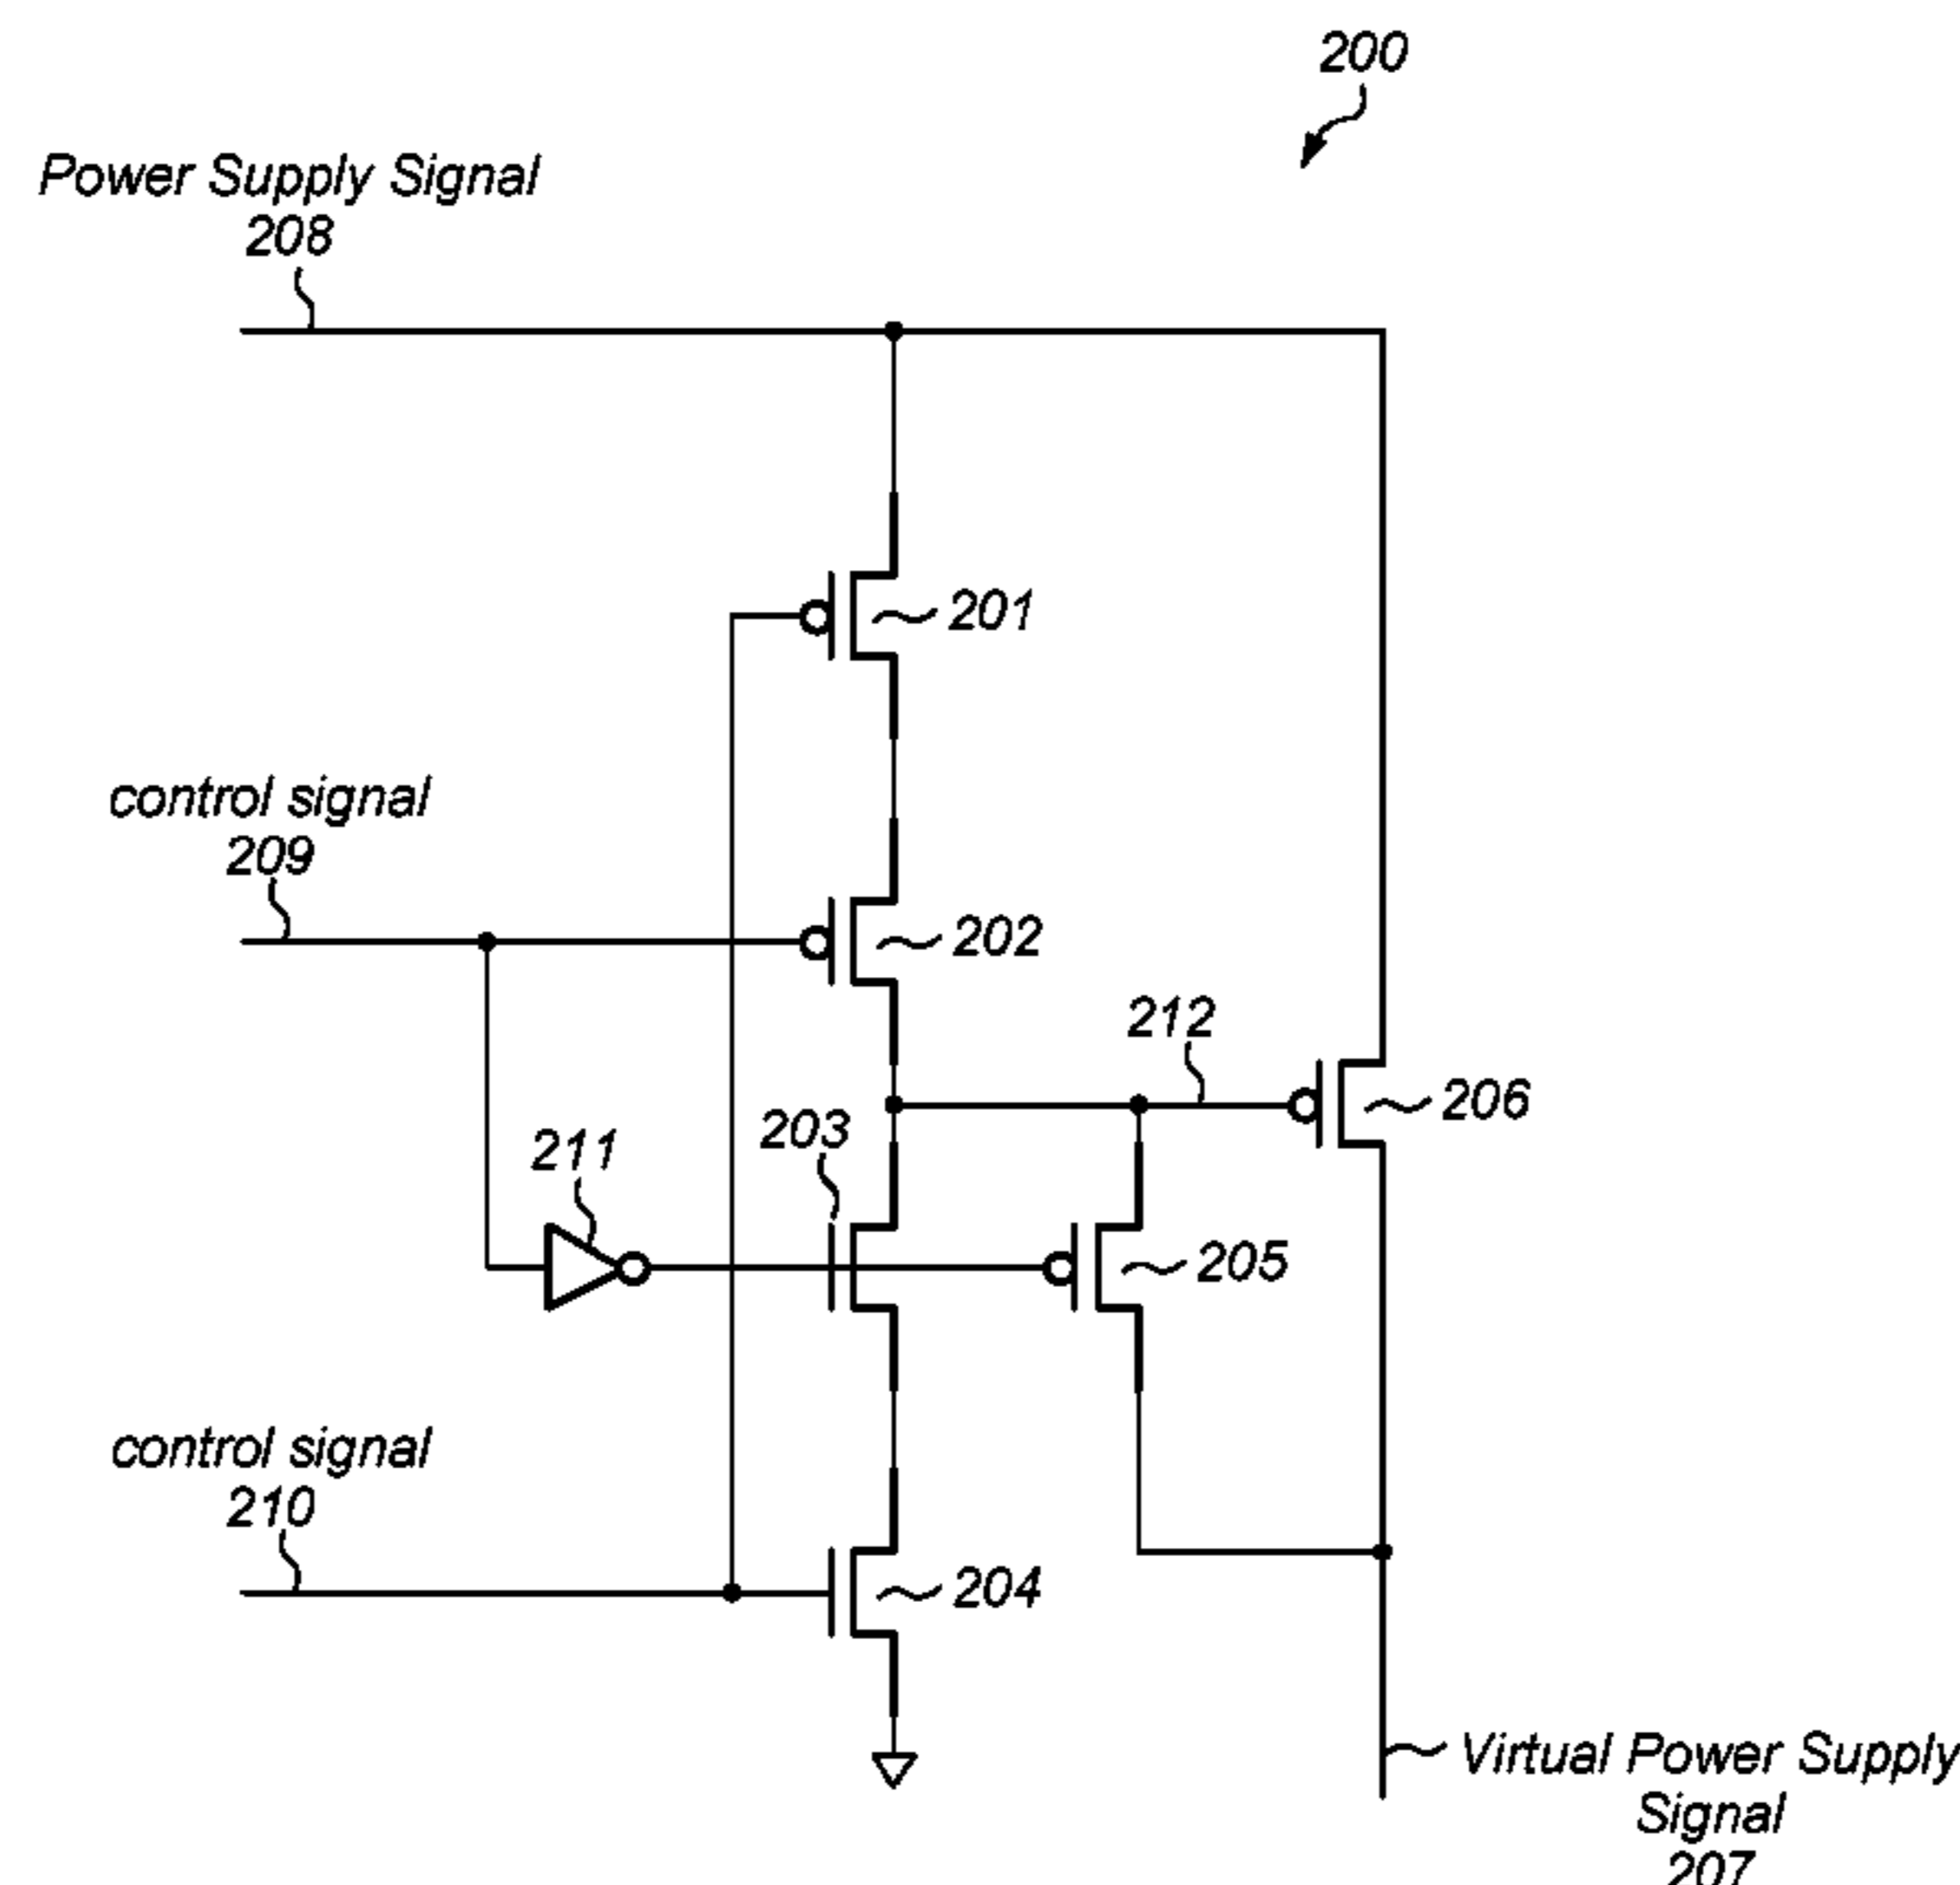 200
Power Supply Signal
208
201
control signal
209
202
212
206
203
211
205
control signal
210
204
Virtual Power Supply
Signal
207